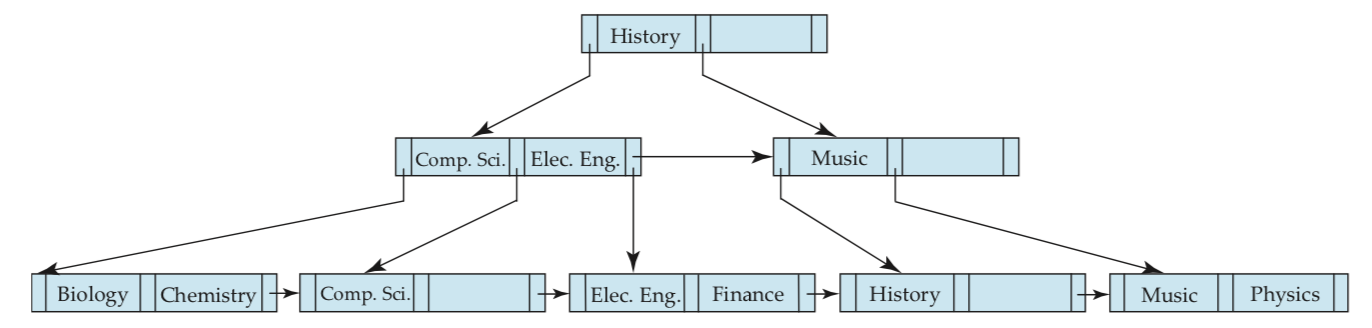 History
Comp. Sci. Elec. Eng. Music
Biology Chemistry Comp. Sci. Elec. Eng. Finance History Music Physics